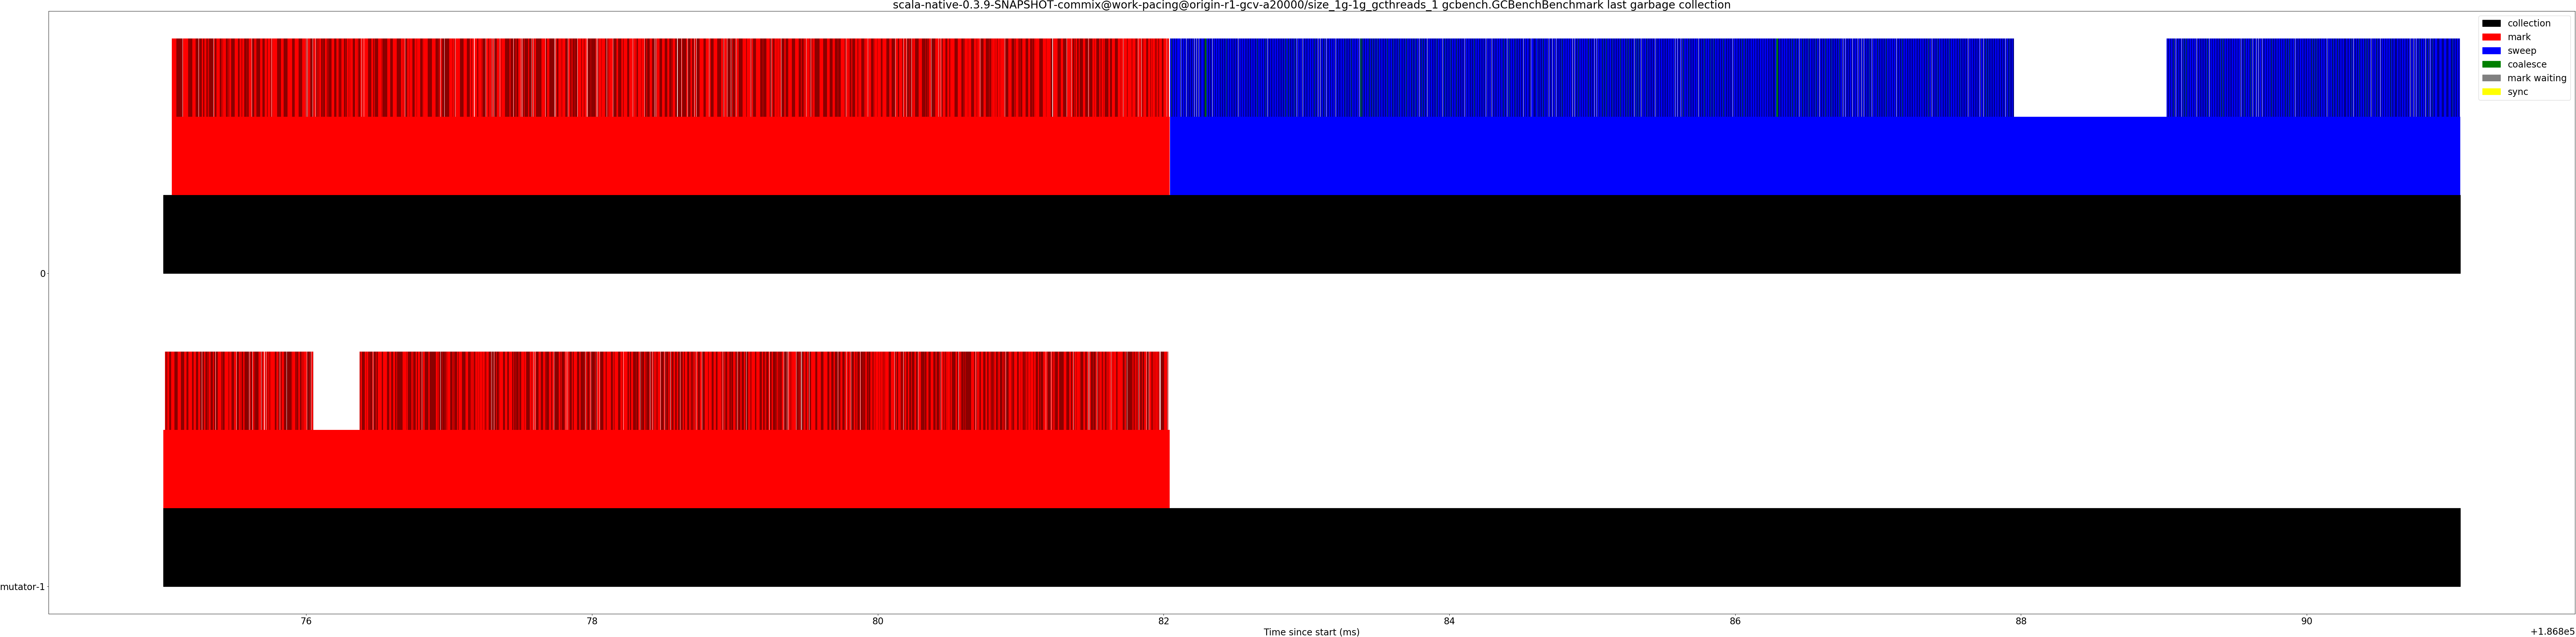 scala-native-0.3.9-SNAPSHOT-commix@work-pacing@origin-r1-gcv-a20000/size_1g-1g_gcthreads_1 gcbench.GCBenchBenchmark last garbage collection
collection
mark
sweep
coalesce
mark waiting
sync
0
mutator-1
76 78 80 82 84 86 88 90
Time since start (ms)
+1.868e5